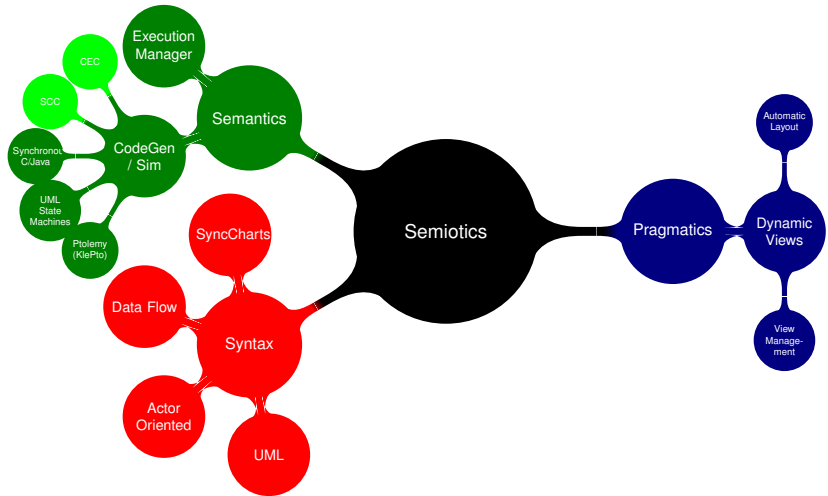 Execution
Manager
CEC
SCC
Semantics
CodeGen
/ Sim
Synchronou
C/Java
UML
State
Machines
Ptolemy
(KlePto)
SyncCharts
Data Flow
Syntax
Actor
Oriented
UML
Semiotics
Pragmatics
Automatic
Layout
Dynamic
Views
View
Manage-
ment